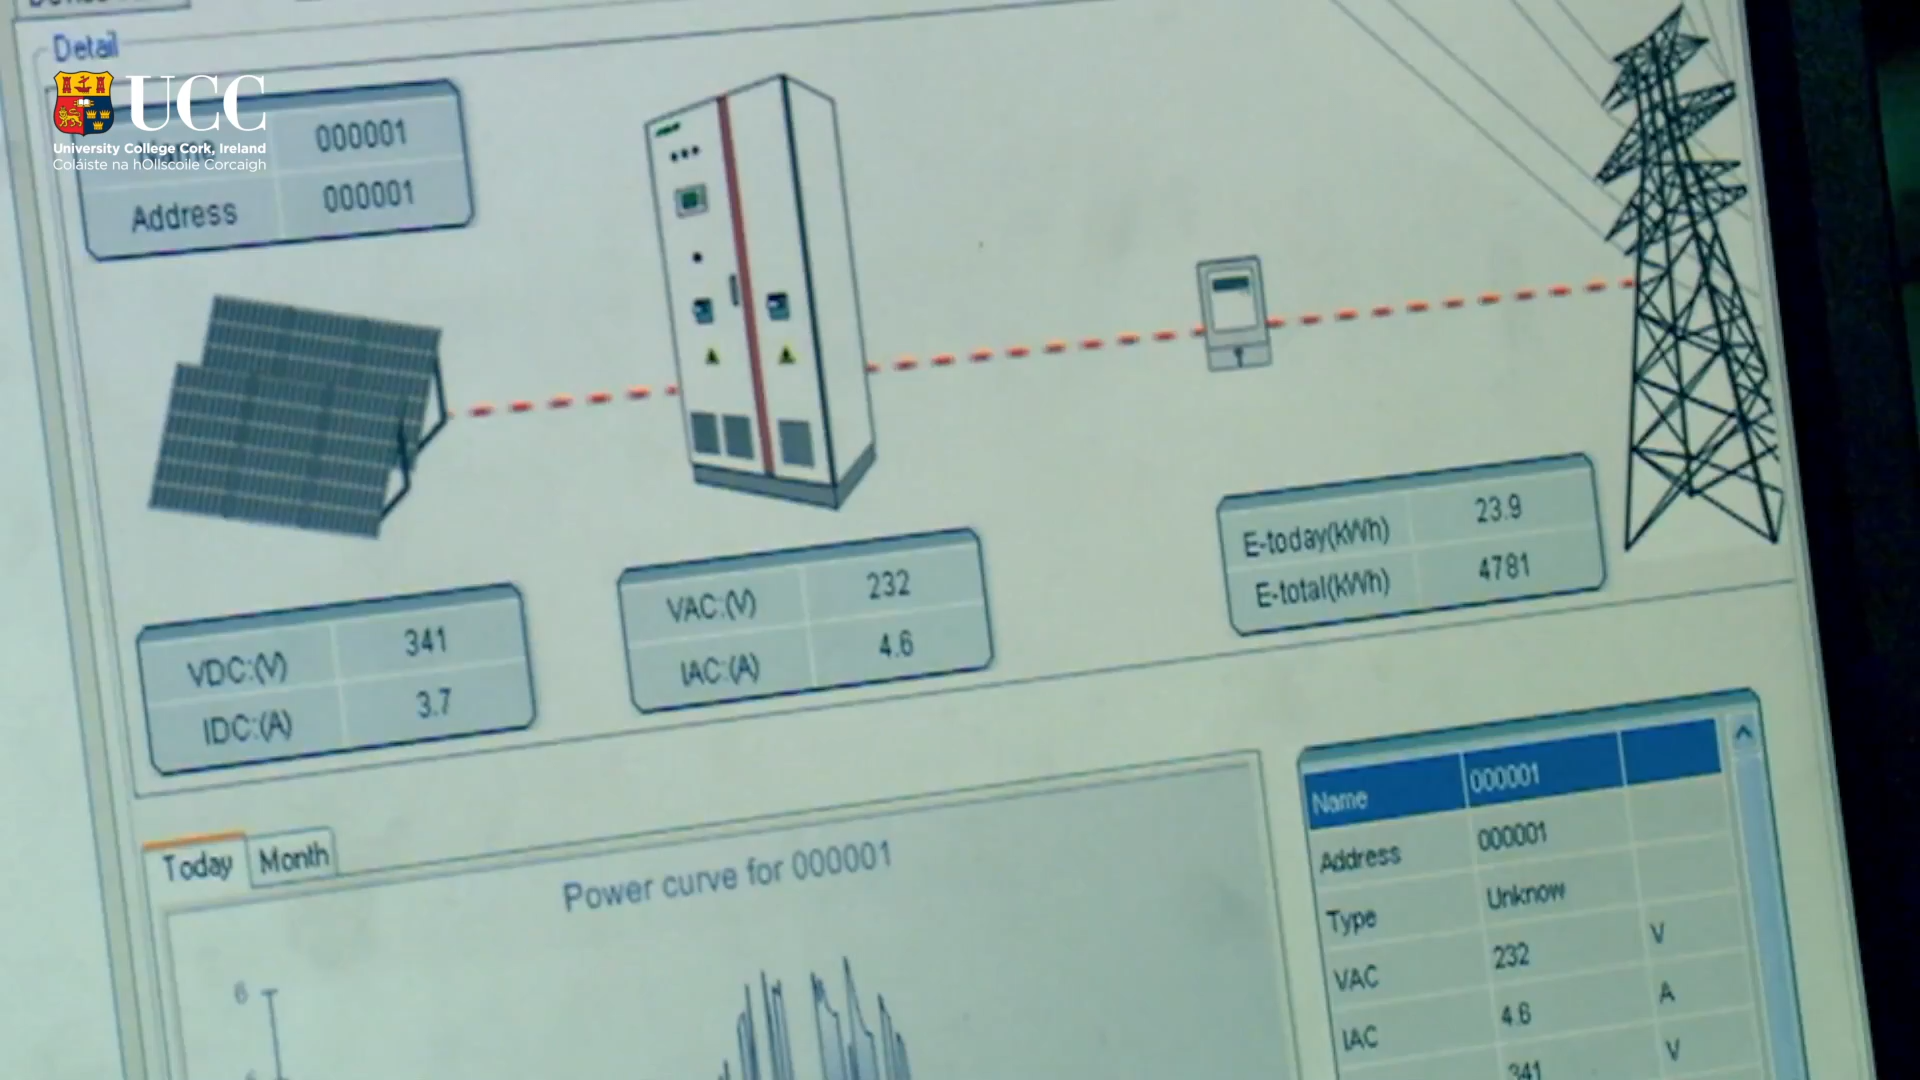 Detail
UCC
University College Cork, Ireland
Coláiste na hOllscoile Corcaigh
000001
Address 000001
E-today(kWh) 23.9
E-total(kWh) 4781
VAC:(V) 232
IAC:(A) 4.6
VDC:(V) 341
IDC:(A) 3.7
Today Month
Power curve for 000001
6
Name 000001
Address 000001
Type Unknow
VAC 232 V
IAC 4.6 A
341 V